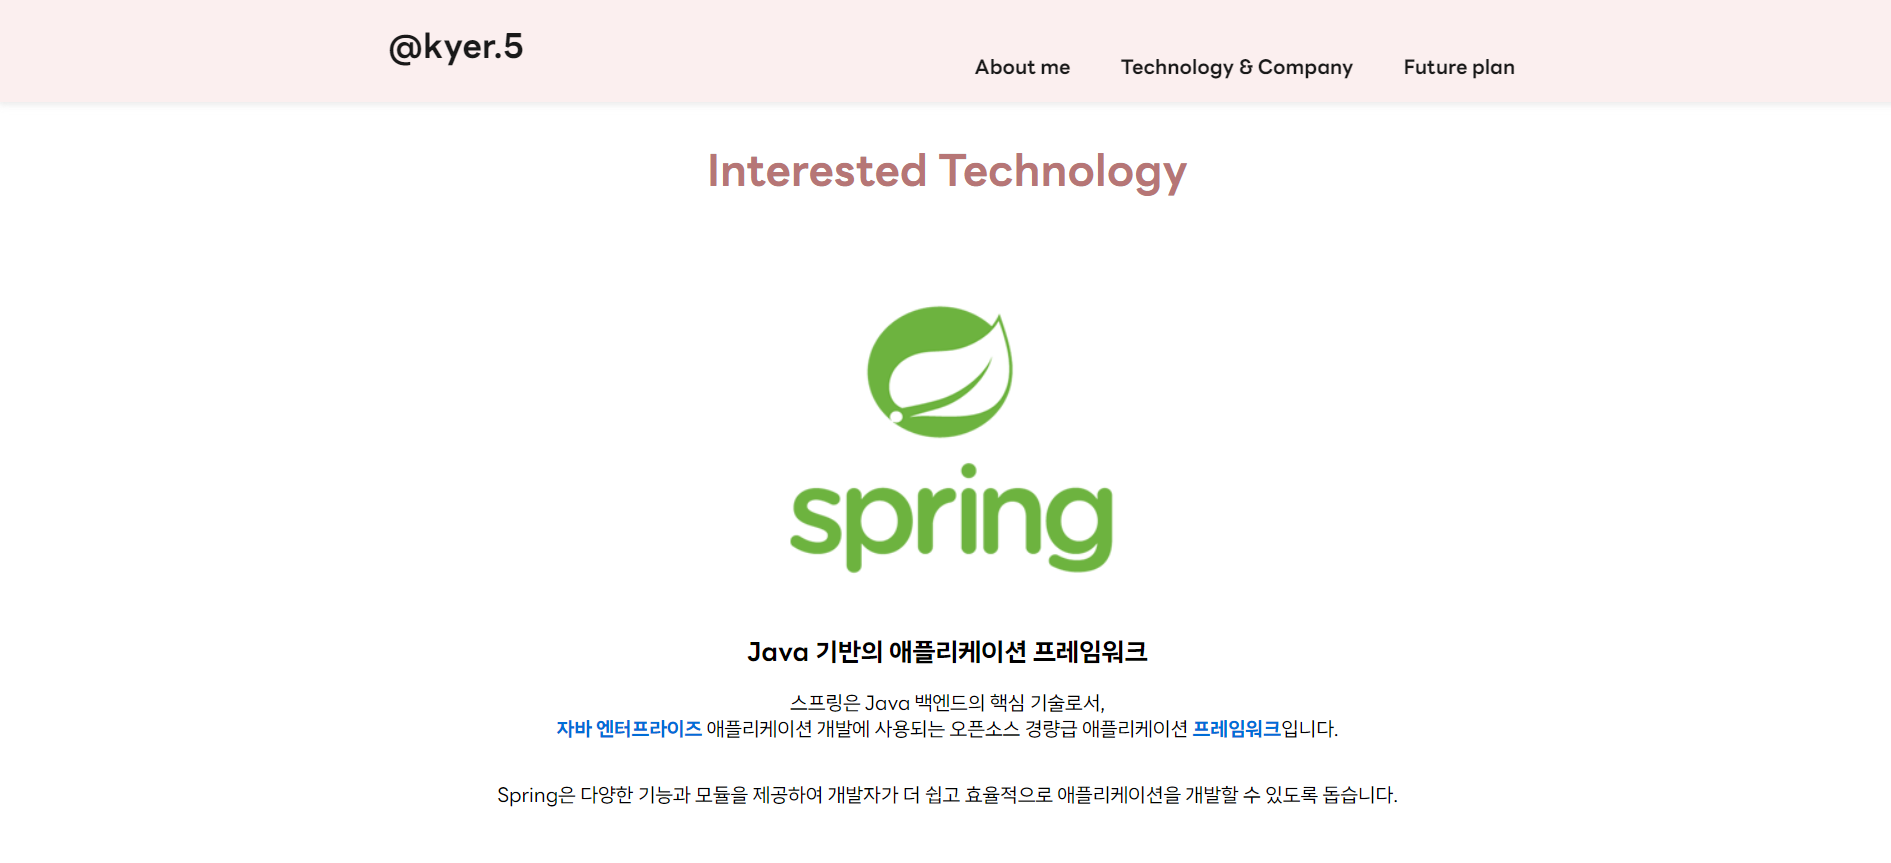 @kyer.5
About me
Technology & Company
Future plan
Interested Technology
spring
Java 기반의 애플리케이션 프레임워크
스프링은 Java 백엔드의 핵심 기술로서,
자바 엔터프라이즈 애플리케이션 개발에 사용되는 오픈소스 경량급 애플리케이션 프레임워크입니다.
Spring은 다양한 기능과 모듈을 제공하여 개발자가 더 쉽고 효율적으로 애플리케이션을 개발할 수 있도록 돕습니다.